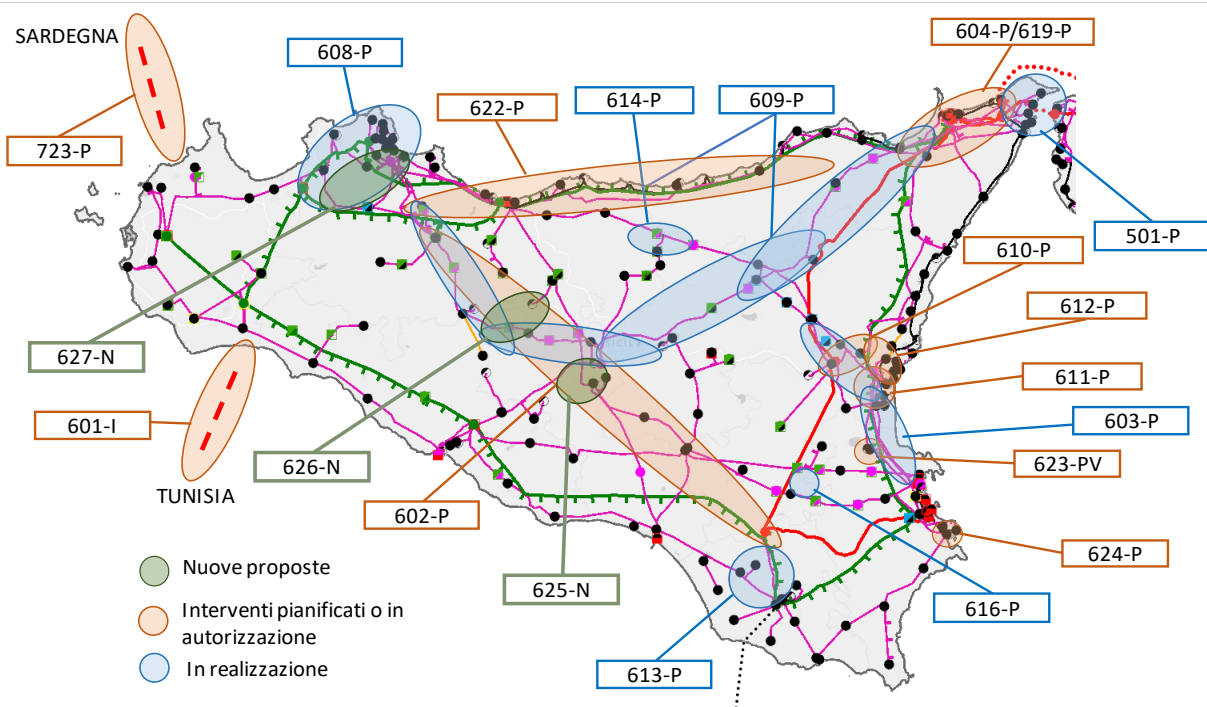 SARDEGNA
608-P
604-P/619-P
622-P
614-P
609-P
723-P
501-P
610-P
612-P
627-N
611-P
601-I
603-P
626-N
623-PV
TUNISIA
602-P
624-P
Nuove proposte
625-N
Interventi pianificati o in
autorizzazione
616-P
In realizzazione
613-P